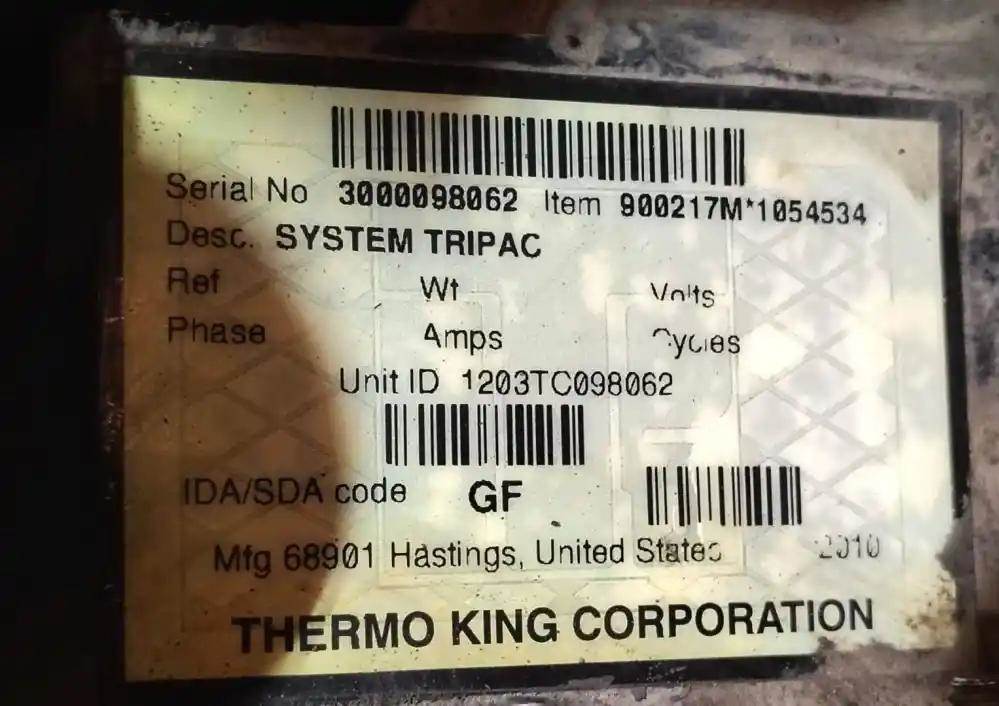 Serial No 3000098062 Item 900217M*1054534
Desc. SYSTEM TRIPAC
Ref Wt Volts
Phase Amps Cycles
Unit ID 1203TC098062
IDA/SDA code GF
Mfg 68901 Hastings, United States 2010
THERMO KING CORPORATION